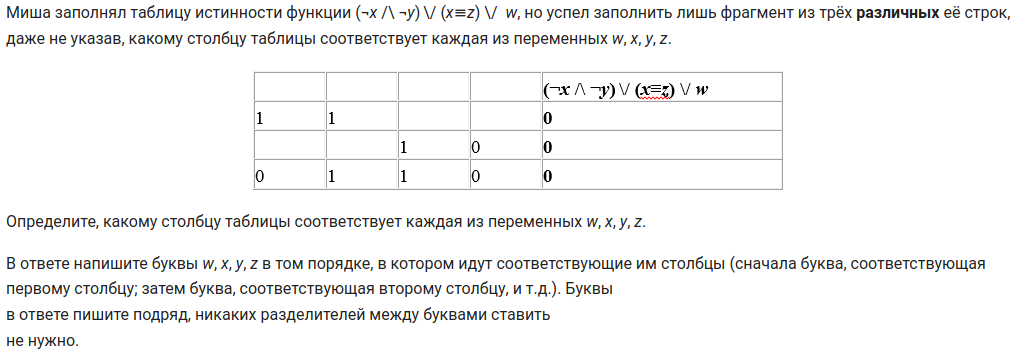 Миша заполнял таблицу истинности функции (¬x /\ ¬y) \/ (x≡z) \/ w, но успел заполнить лишь фрагмент из трёх различных её строк,
даже не указав, какому столбцу таблицы соответствует каждая из переменных w, x, y, z.
(¬x /\ ¬y) \/ (x≡z) \/ w
1 1 0
1 0 0
0 1 1 0 0
Определите, какому столбцу таблицы соответствует каждая из переменных w, x, y, z.
В ответе напишите буквы w, x, y, z в том порядке, в котором идут соответствующие им столбцы (сначала буква, соответствующая
первому столбцу; затем буква, соответствующая второму столбцу, и т.д.). Буквы
в ответе пишите подряд, никаких разделителей между буквами ставить
не нужно.